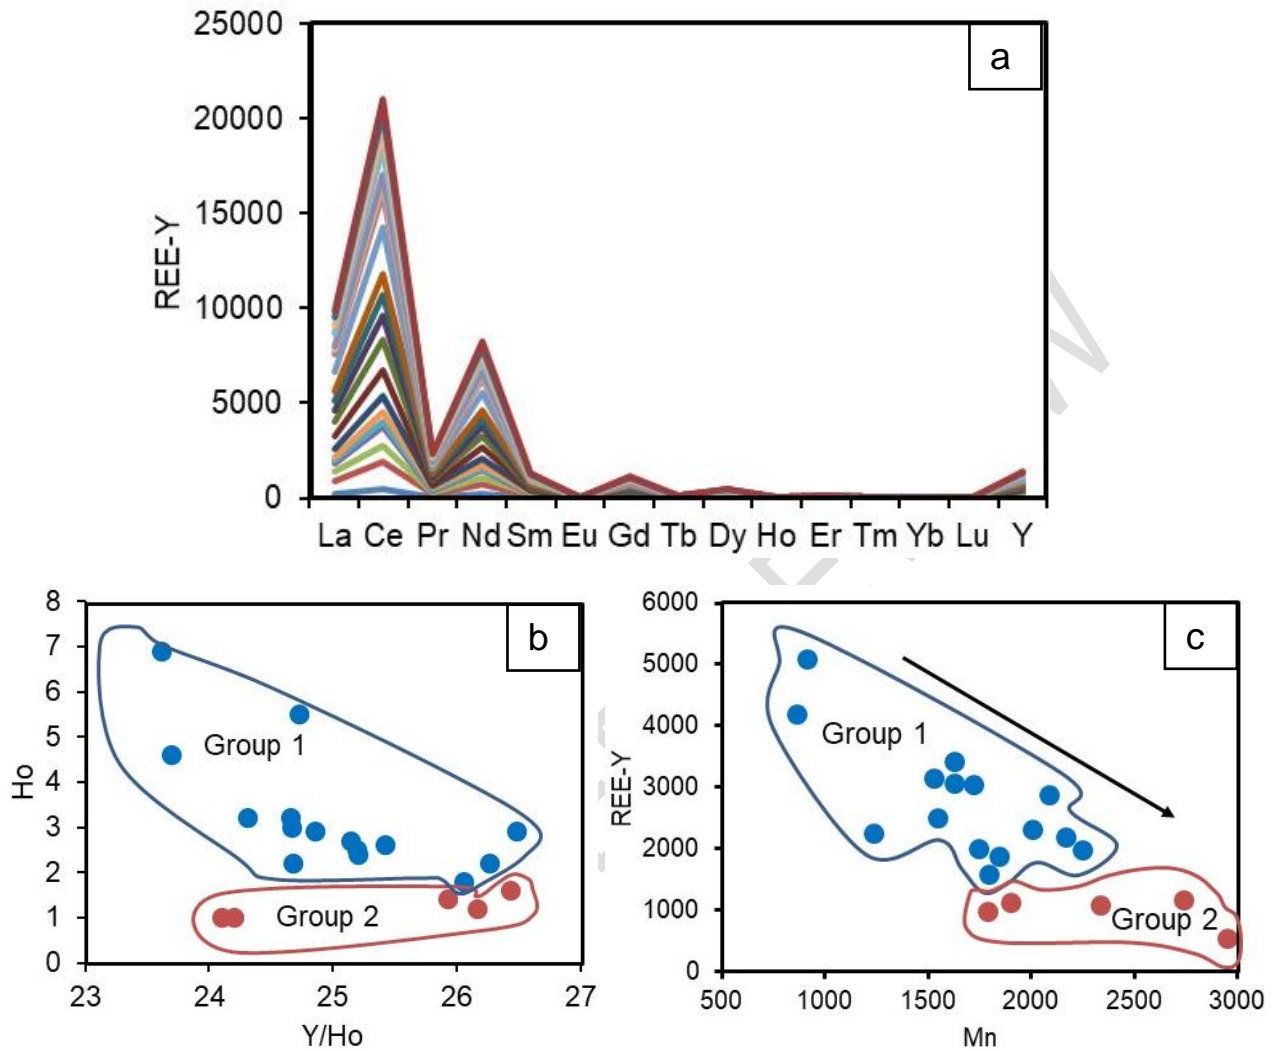 25000
20000
15000
10000
5000
0
REE-Y
a
La Ce Pr Nd Sm Eu Gd Tb Dy Ho Er Tm Yb Lu Y
8
7
6
5
4
3
2
1
0
Ho
b
Group 1
Group 2
23 24 25 26 27
Y/Ho
6000
5000
4000
3000
2000
1000
0
REE-Y
c
Group 1
Group 2
500 1000 1500 2000 2500 3000
Mn